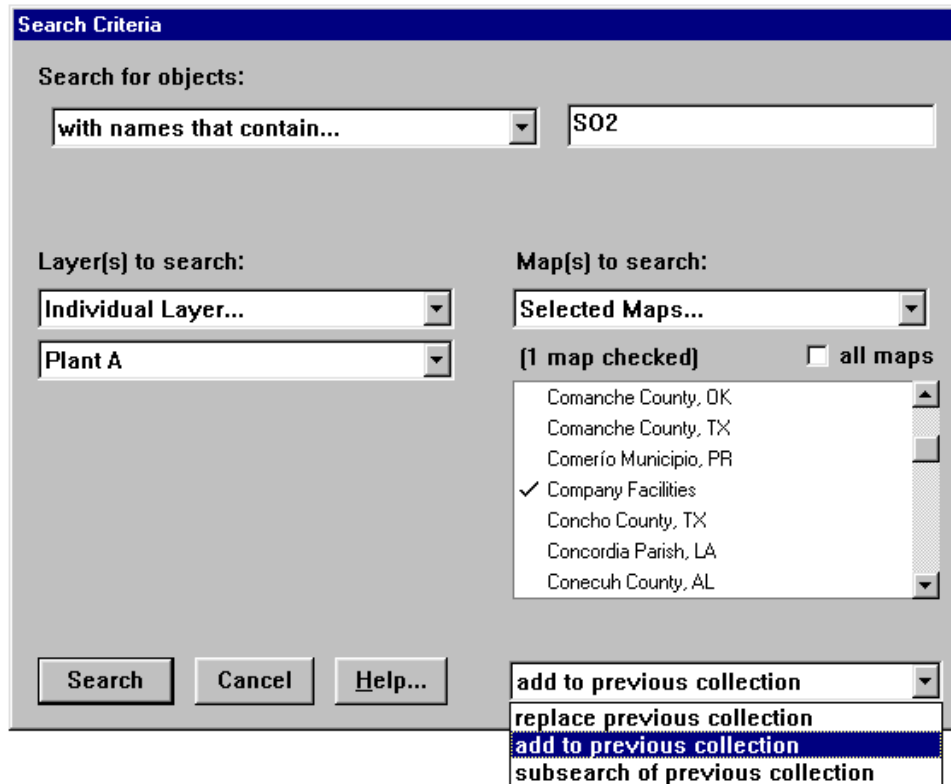 Search Criteria
Search for objects:
with names that contain...
SO2
Layer(s) to search:
Map(s) to search:
Individual Layer...
Selected Maps...
Plant A
(1 map checked)
all maps
Comanche County, OK
Comanche County, TX
Comerío Municipio, PR
Company Facilities
Concho County, TX
Concordia Parish, LA
Conecuh County, AL
Search
Cancel
Help...
add to previous collection
replace previous collection
add to previous collection
subsearch of previous collection